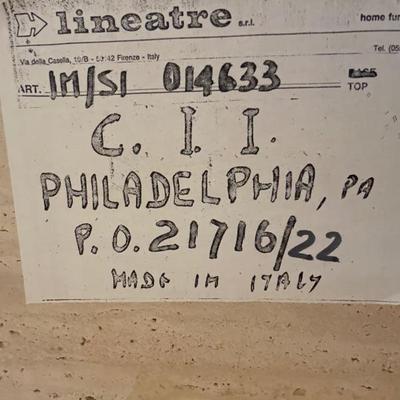 lineatre s.r.l. home fur
Via della Casella, 10/B - 50142 Firenze - Italy Tel. (05
ART. IM/SI 014633
TOP
C. I. I.
PHILADELPHIA, PA
P.O. 21716/22
MADE IN ITALY